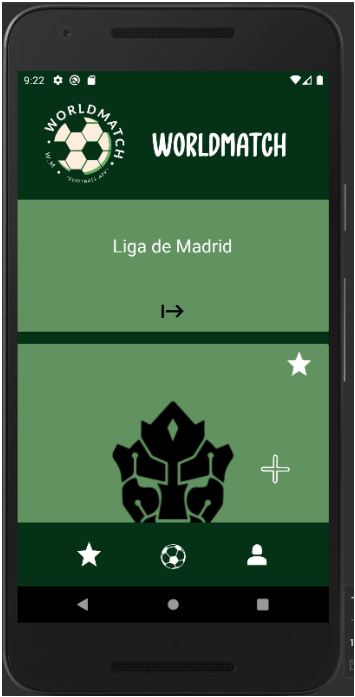 9:22
WORLDMATCH
W.M
"FOOTBALL APP"
WORLDMATCH
Liga de Madrid